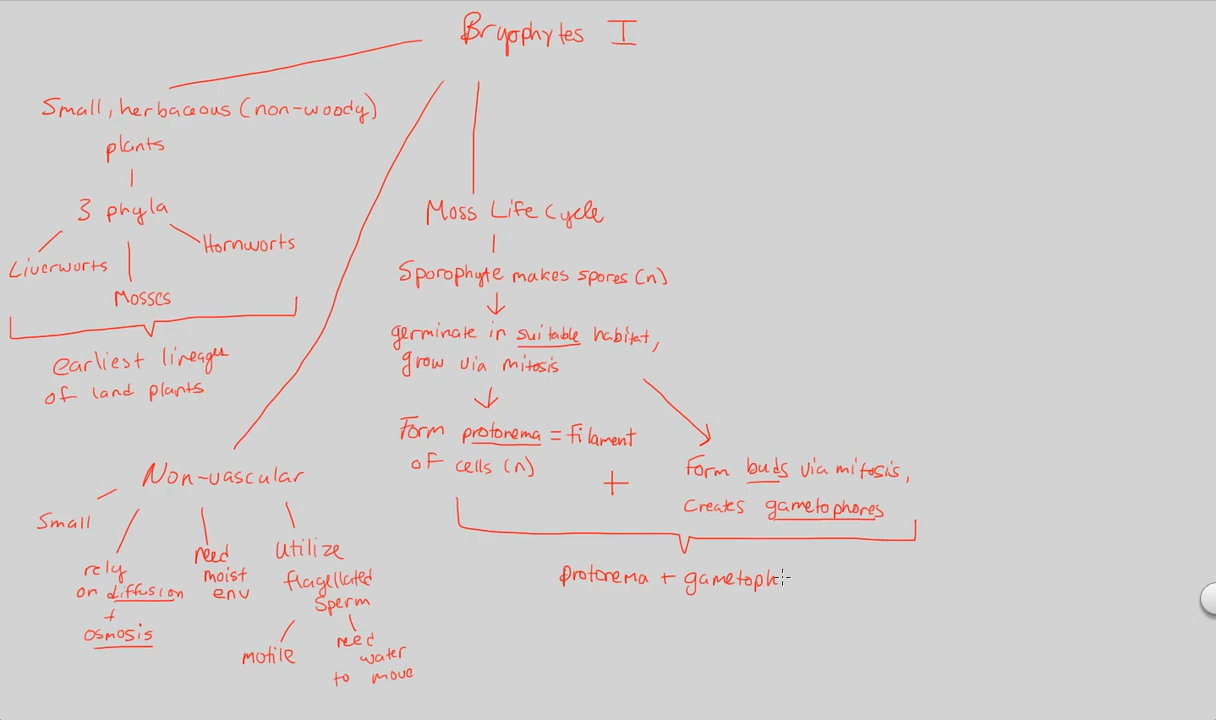 Bryophytes I
Small, herbaceous (non-woody)
plants
3 phyla
Liverworts
Mosses
Hornworts
earliest lineages
of land plants
Non-vascular
Small
rely
on diffusion
+
osmosis
need
moist
env
utilize
flagellated
sperm
motile
need
water
to move
Moss Life Cycle
Sporophyte makes spores (n)
germinate in suitable habitat,
grow via mitosis
Form protonema = filament
of cells (n)
+
Form buds via mitosis,
creates gametophores
protonema + gametoph